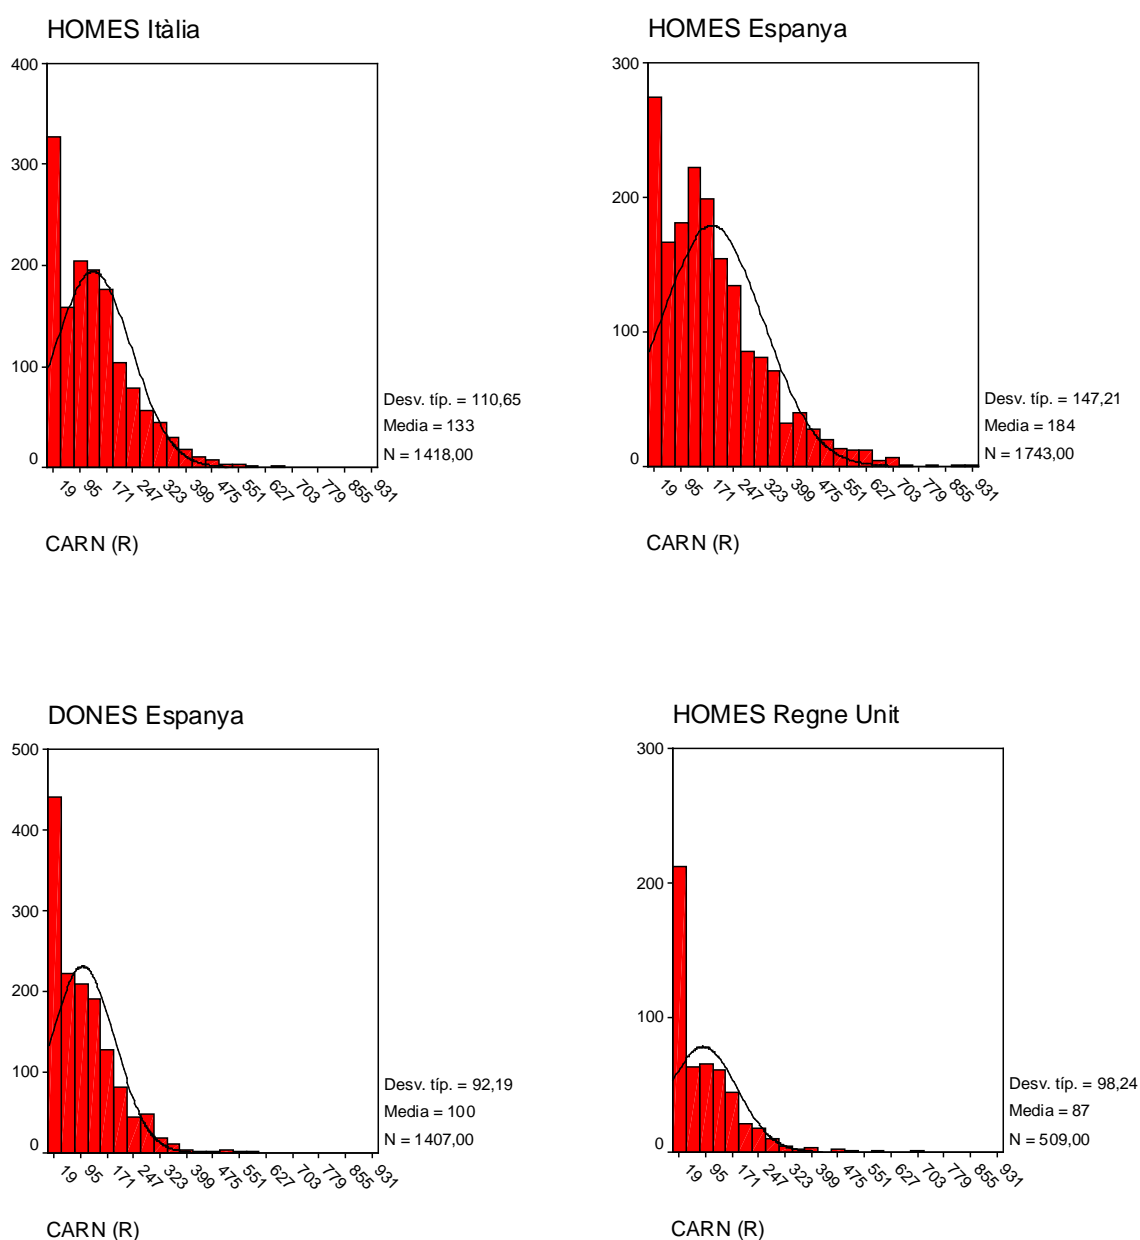 HOMES Itàlia
400
300
200
100
0
19 95 171 247 323 399 475 551 627 703 779 855 931
Desv. típ. = 110,65
Media = 133
N = 1418,00
CARN (R)
HOMES Espanya
300
200
100
0
19 95 171 247 323 399 475 551 627 703 779 855 931
Desv. típ. = 147,21
Media = 184
N = 1743,00
CARN (R)
DONES Espanya
500
400
300
200
100
0
19 95 171 247 323 399 475 551 627 703 779 855 931
Desv. típ. = 92,19
Media = 100
N = 1407,00
CARN (R)
HOMES Regne Unit
300
200
100
0
19 95 171 247 323 399 475 551 627 703 779 855 931
Desv. típ. = 98,24
Media = 87
N = 509,00
CARN (R)